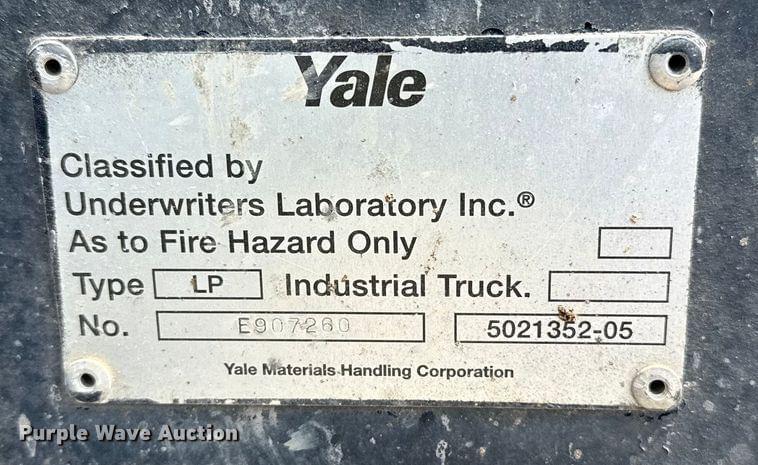 Yale
Classified by
Underwriters Laboratory Inc.®
As to Fire Hazard Only
Type LP Industrial Truck.
No. E907260 5021352-05
Yale Materials Handling Corporation
Purple Wave Auction